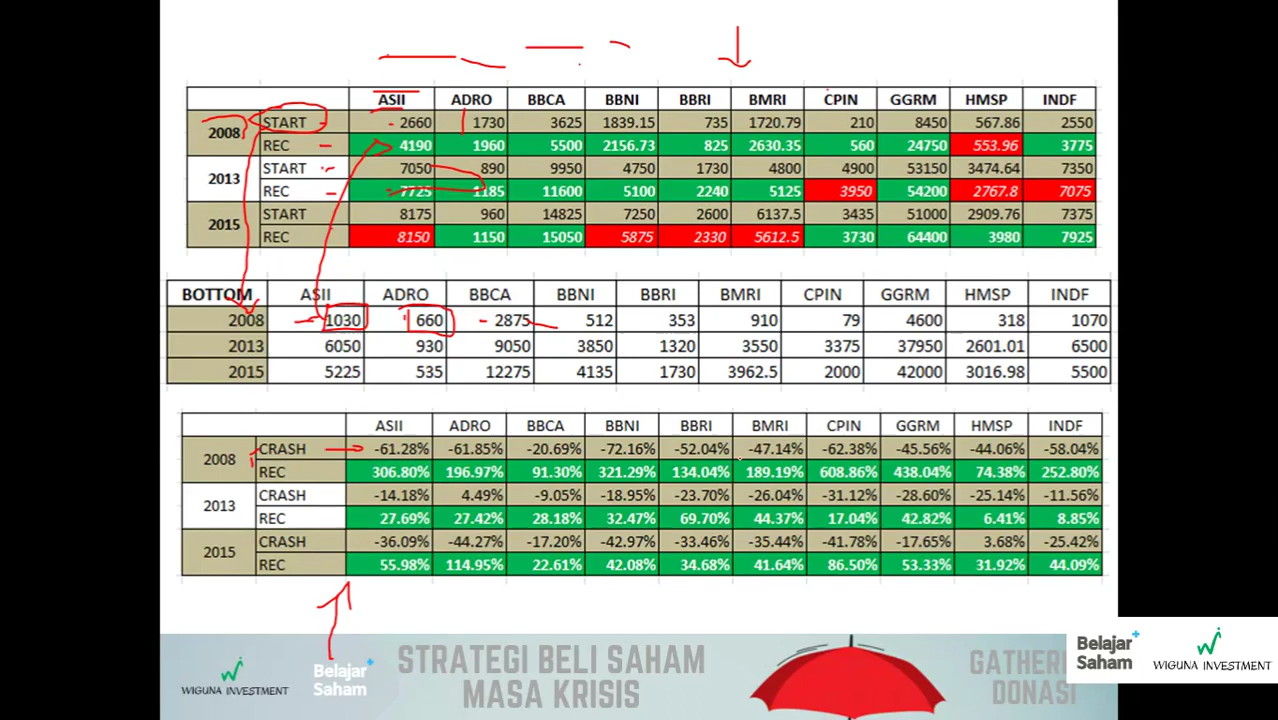 ASII ADRO BBCA BBNI BBRI BMRI CPIN GGRM HMSP INDF
2008 START 2660 1730 3625 1839.15 735 1720.79 210 8450 567.86 2550
REC 4190 1960 5500 2156.73 825 2630.35 560 24750 553.96 3775
2013 START 7050 890 9950 4750 1730 4800 4900 53150 3474.64 7350
REC 7725 1185 11600 5100 2240 5125 3950 54200 2767.8 7075
2015 START 8175 960 14825 7250 2600 6137.5 3435 51000 2909.76 7375
REC 8150 1150 15050 5875 2330 5612.5 3730 64400 3980 7925
BOTTOM ASII ADRO BBCA BBNI BBRI BMRI CPIN GGRM HMSP INDF
2008 1030 660 2875 512 353 910 79 4600 318 1070
2013 6050 930 9050 3850 1320 3550 3375 37950 2601.01 6500
2015 5225 535 12275 4135 1730 3962.5 2000 42000 3016.98 5500
ASII ADRO BBCA BBNI BBRI BMRI CPIN GGRM HMSP INDF
2008 CRASH -61.28% -61.85% -20.69% -72.16% -52.04% -47.14% -62.38% -45.56% -44.06% -58.04%
REC 306.80% 196.97% 91.30% 321.29% 134.04% 189.19% 608.86% 438.04% 74.38% 252.80%
2013 CRASH -14.18% 4.49% -9.05% -18.95% -23.70% -26.04% -31.12% -28.60% -25.14% -11.56%
REC 27.69% 27.42% 28.18% 32.47% 69.70% 44.37% 17.04% 42.82% 6.41% 8.85%
2015 CRASH -36.09% -44.27% -17.20% -42.97% -33.46% -35.44% -41.78% -17.65% 3.68% -25.42%
REC 55.98% 114.95% 22.61% 42.08% 34.68% 41.64% 86.50% 53.33% 31.92% 44.09%
WIGUNA INVESTMENT
Belajar+
Saham
STRATEGI BELI SAHAM
MASA KRISIS
DONASI
Belajar+
Saham
WIGUNA INVESTMENT